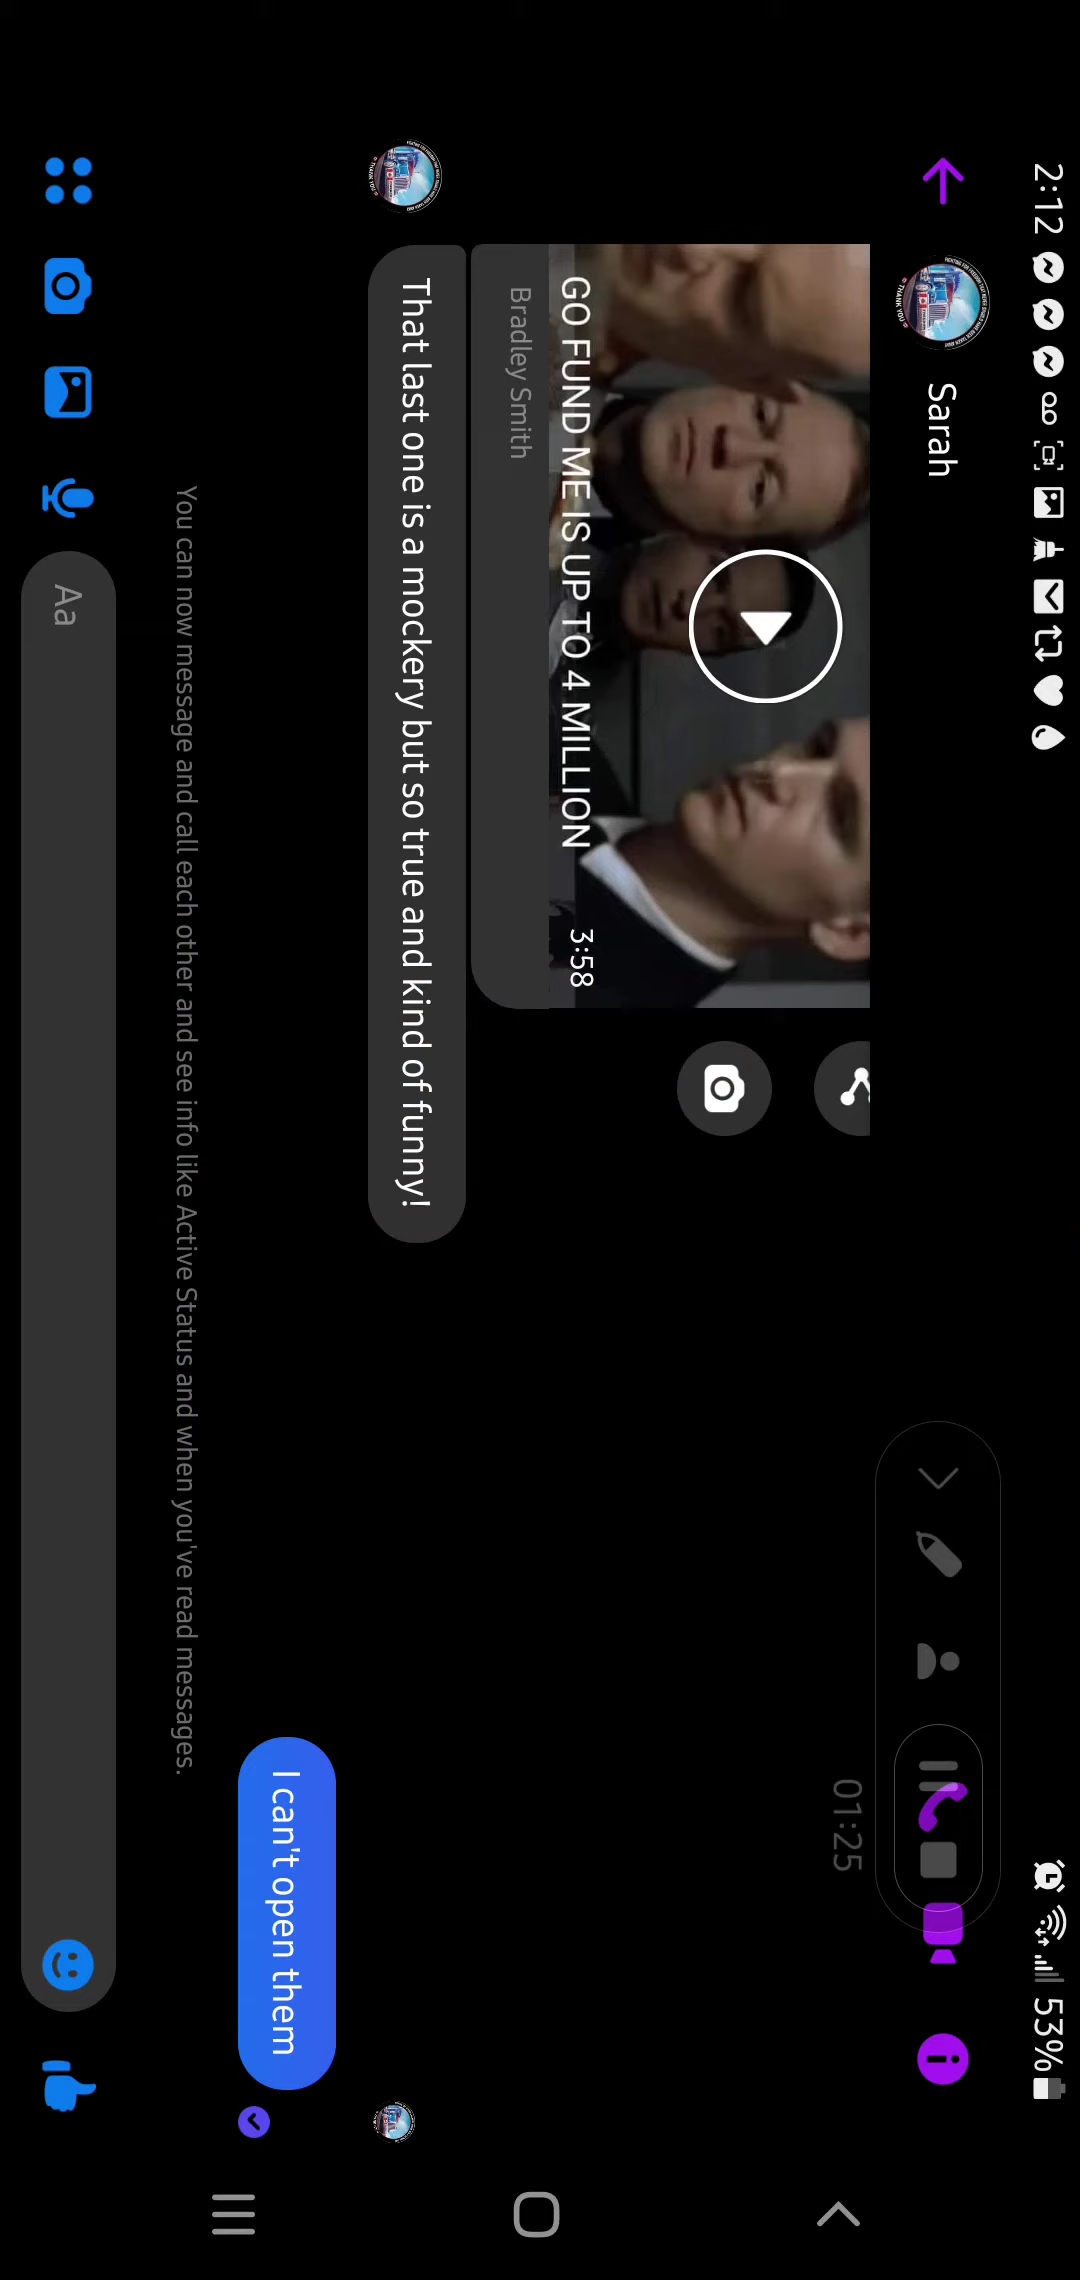 2:12
53%
Sarah
01:25
GO FUND ME IS UP TO 4 MILLION
3:58
Bradley Smith
That last one is a mockery but so true and kind of funny!
I can't open them
You can now message and call each other and see info like Active Status and when you've read messages.
Aa